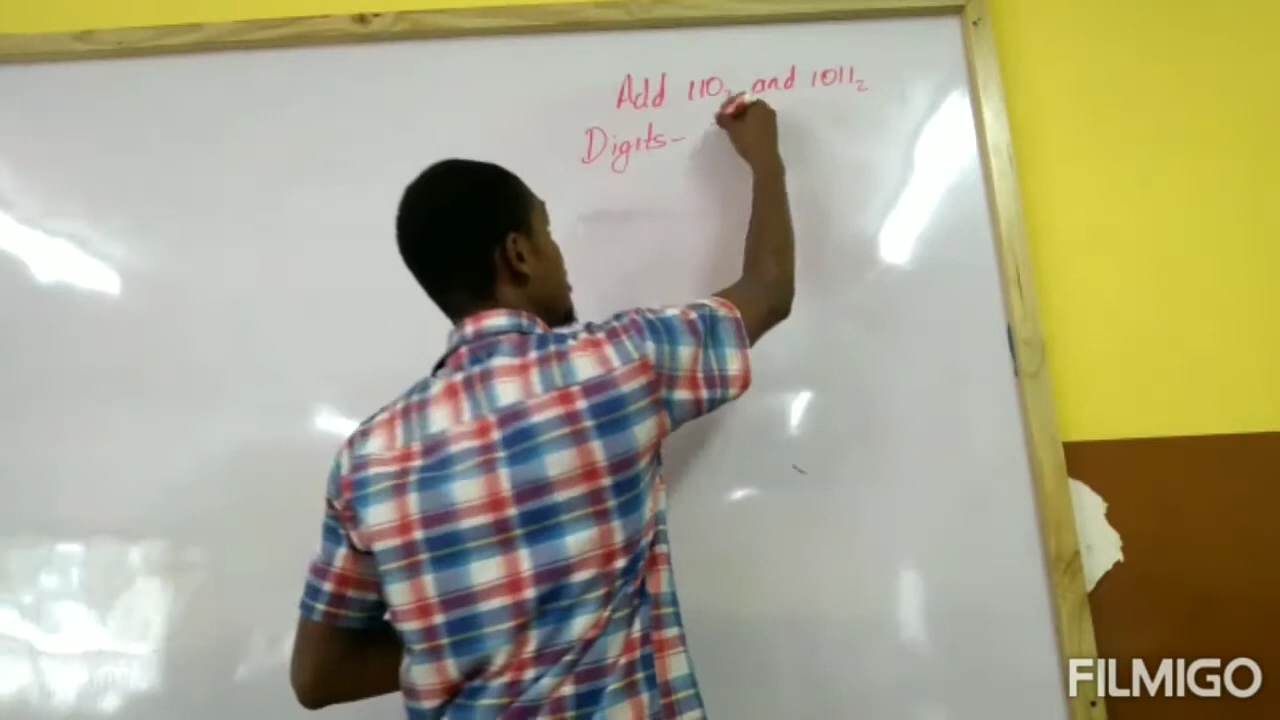 Add 110₂ and 1011₂
Digits-
FILMIGO